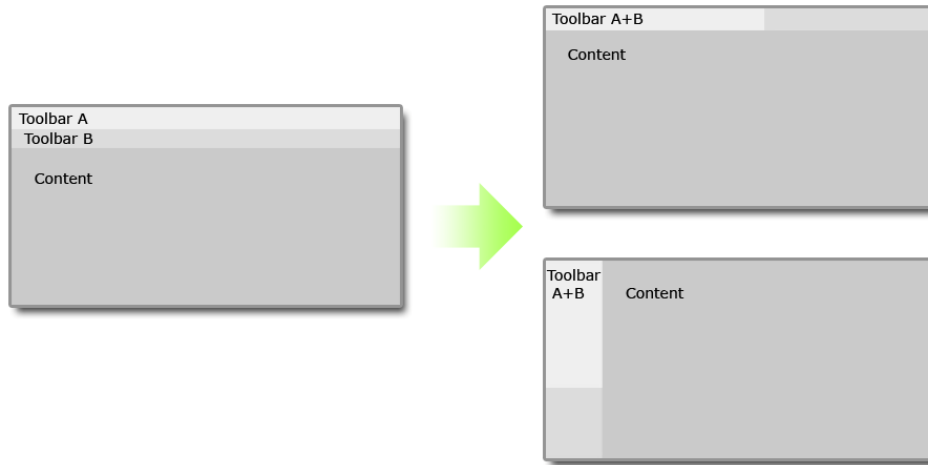 Toolbar A
Toolbar B
Content
Toolbar A+B
Content
Toolbar
A+B
Content